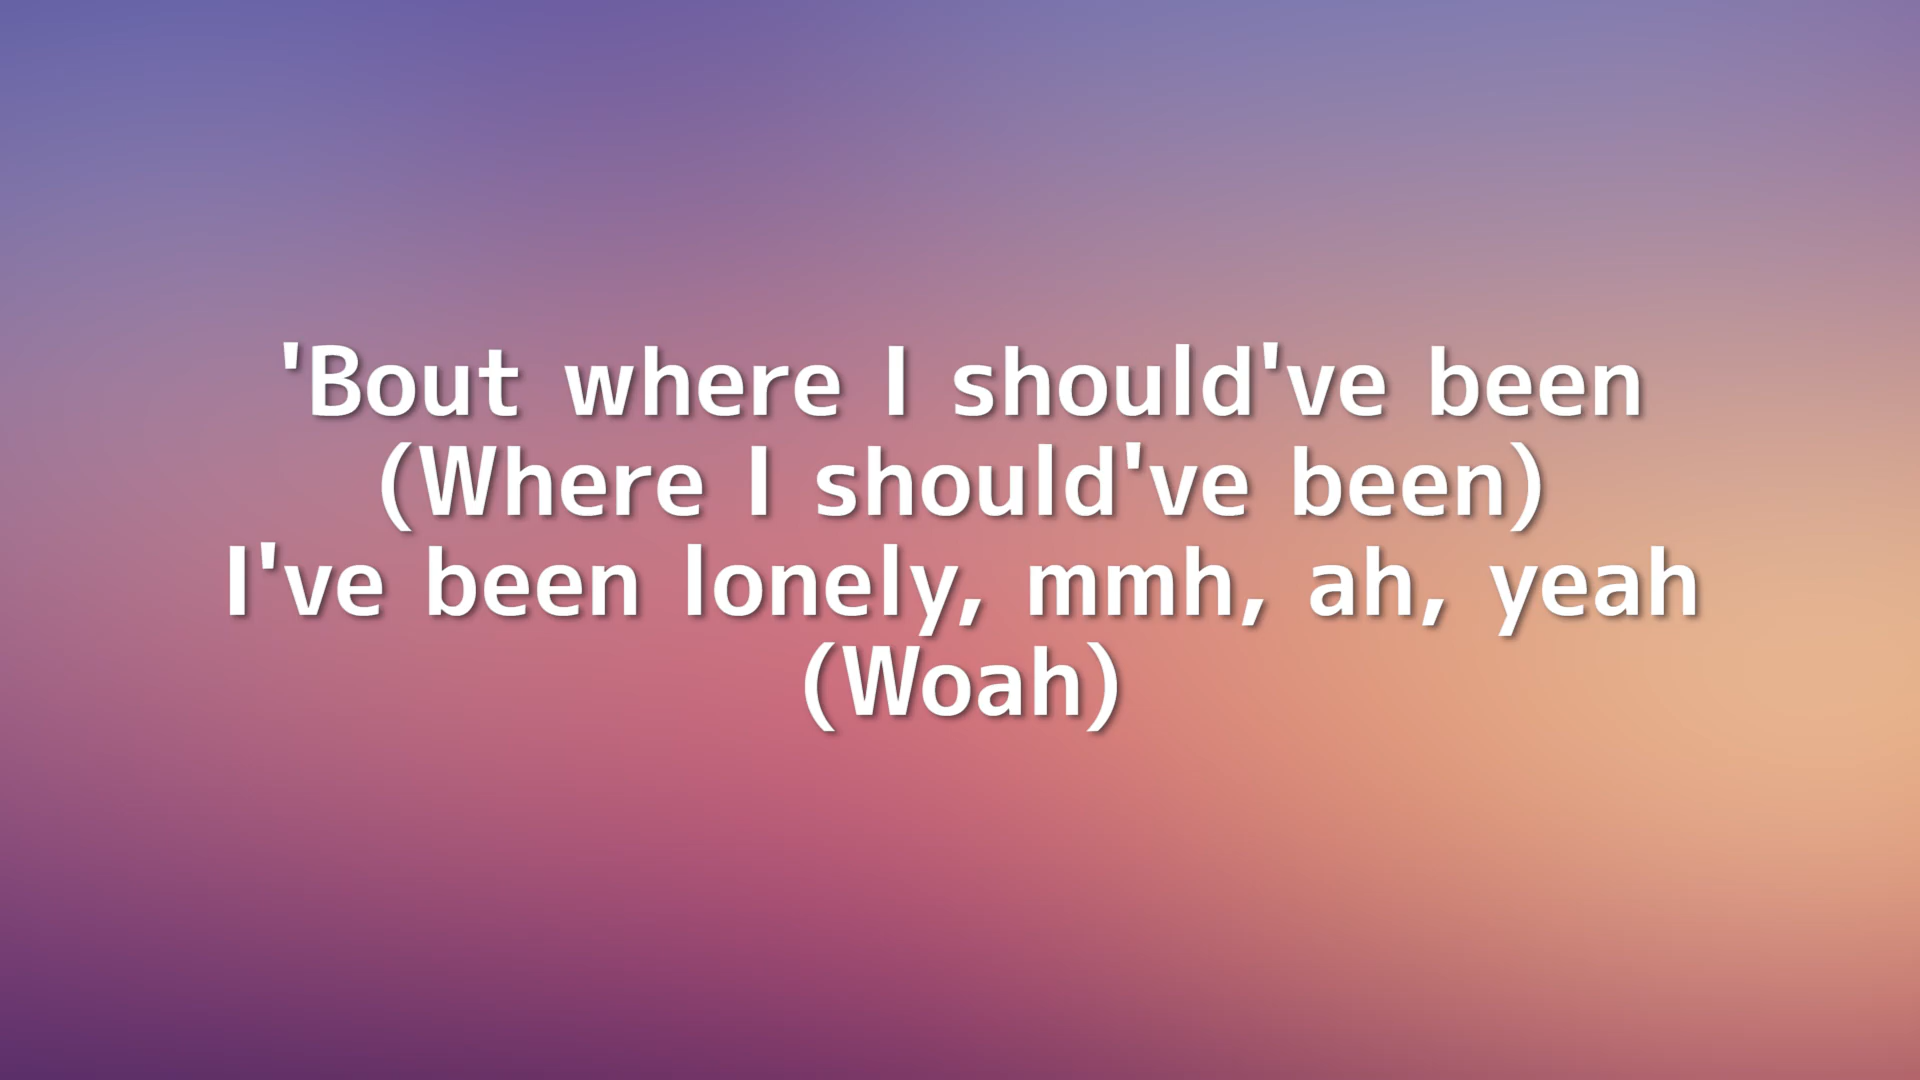 'Bout where I should've been
(Where I should've been)
I've been lonely, mmh, ah, yeah
(Woah)